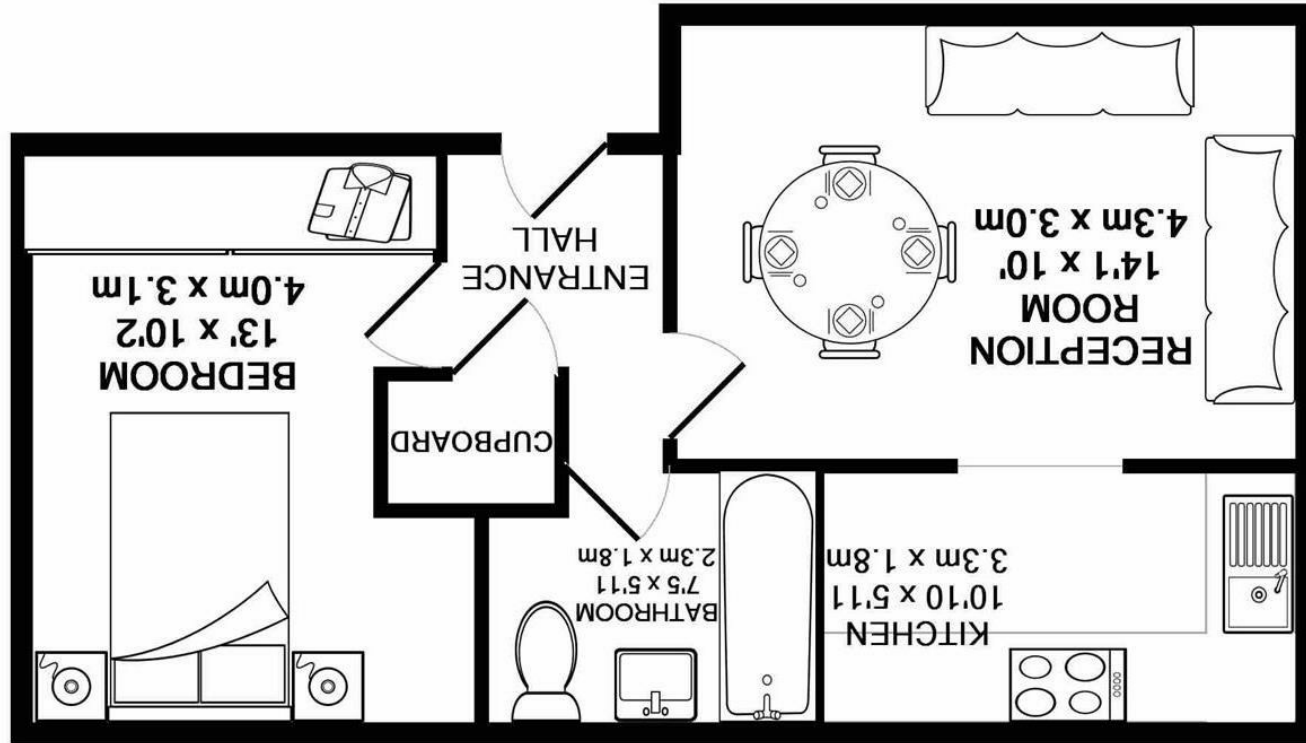 KITCHEN
10'10 x 5'11
3.3m x 1.8m
BATHROOM
7'5 x 5'11
2.3m x 1.8m
CUPBOARD
RECEPTION
ROOM
14'1 x 10'
4.3m x 3.0m
BEDROOM
13' x 10'2
4.0m x 3.1m
ENTRANCE
HALL